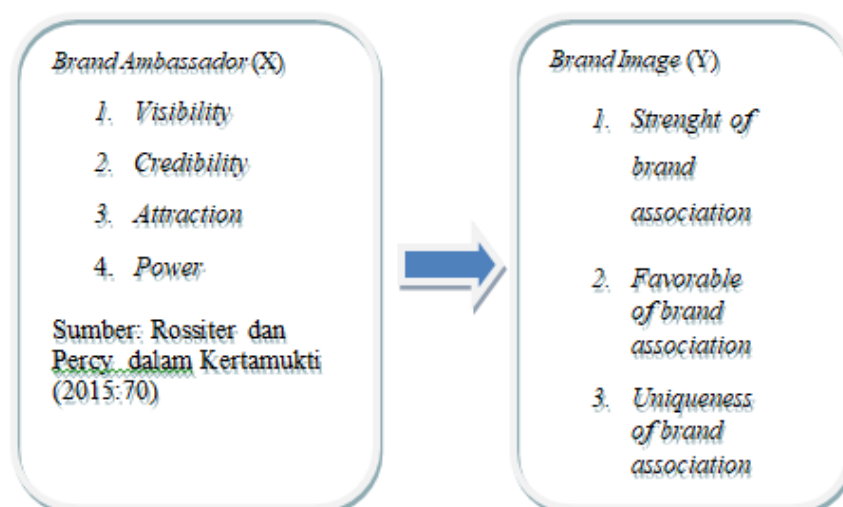 Brand Ambassador (X)
1. Visibility
2. Credibility
3. Attraction
4. Power
Sumber: Rossiter dan
Percy dalam Kertamukti
(2015:70)
Brand Image (Y)
1. Strenght of
brand
association
2. Favorable
of brand
association
3. Uniqueness
of brand
association